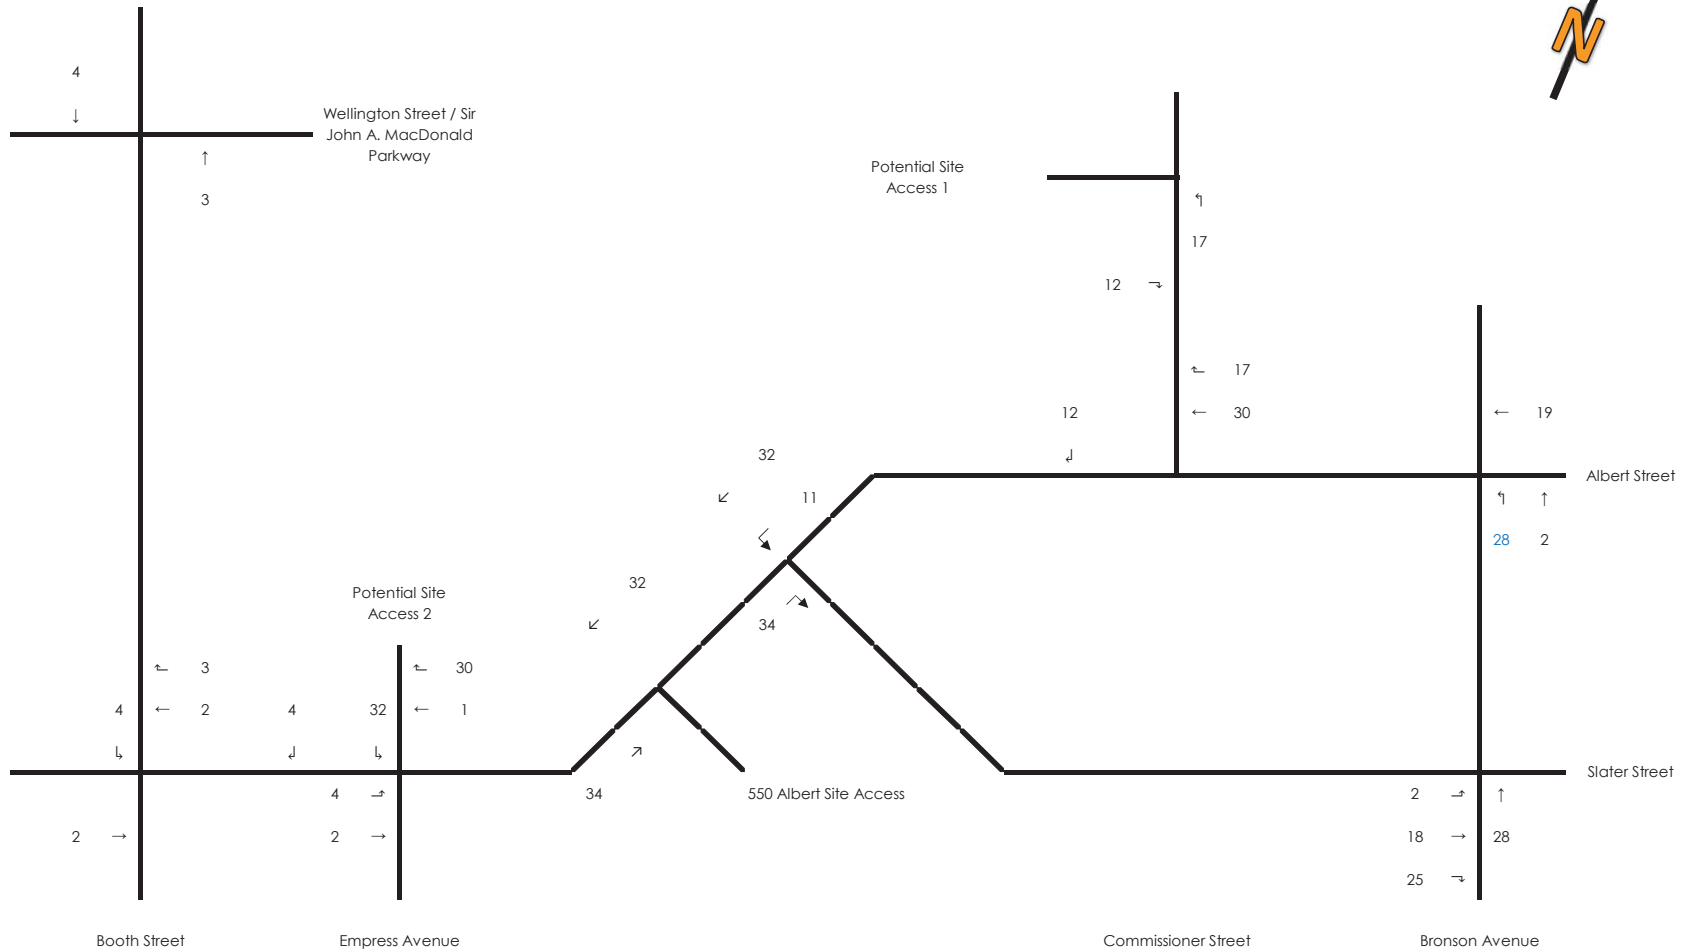 N
4
↓
Wellington Street / Sir
John A. MacDonald
Parkway
↑
3
Potential Site
Access 1
↰
17
12
17
12
← 30
← 19
↲
32
Albert Street
↙ 11
↰ ↑
28 2
32
Potential Site
Access 2
↙
34
3
30
4 ← 2
4 32 ← 1
↳
↲ ↳
↗
Slater Street
4
34
550 Albert Site Access
2
↑
2 →
2 →
18 → 28
25
Booth Street
Empress Avenue
Commissioner Street
Bronson Avenue